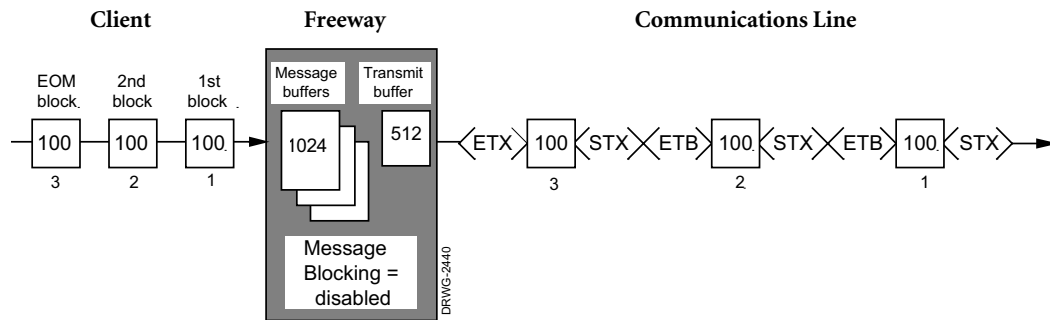 Client
Freeway
Communications Line
EOM
block.
2nd
block
1st
block .
100
100
100.
3
2
1
Message
buffers
Transmit
buffer
1024
512
Message
Blocking =
disabled
DRWG-2440
ETX
100
STX
ETB
100.
STX
ETB
100.
STX
3
2.
1